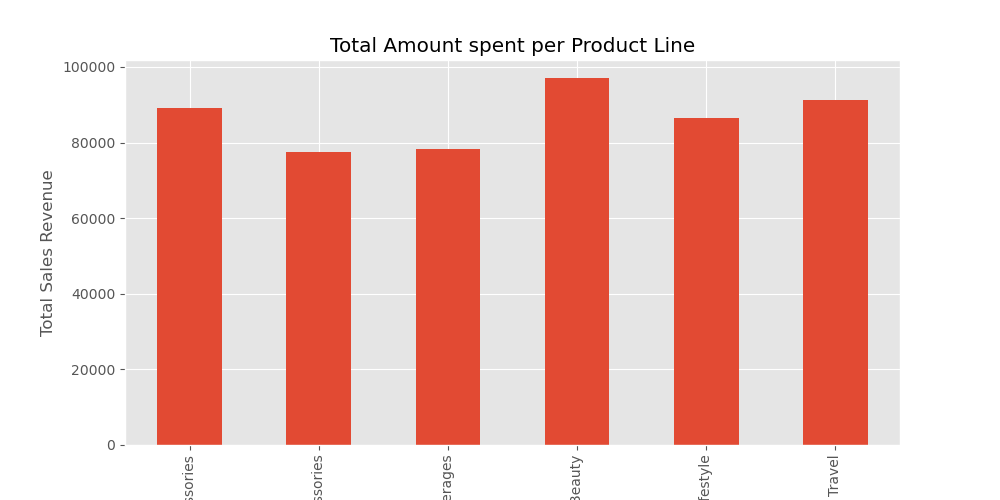 Total Amount spent per Product Line
Total Sales Revenue
100000
80000
60000
40000
20000
0
ssories
ssories
erages
Beauty
festyle
Travel